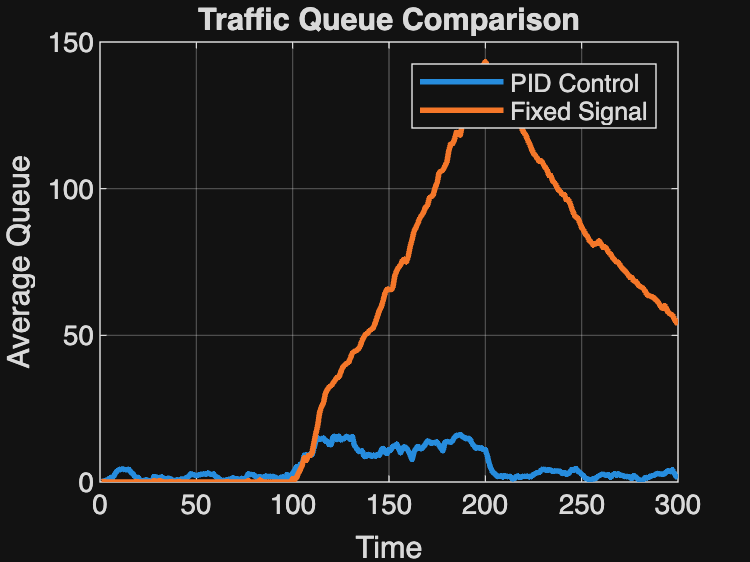 Traffic Queue Comparison
PID Control
Fixed Signal
Average Queue
150
100
50
0
0 50 100 150 200 250 300
Time